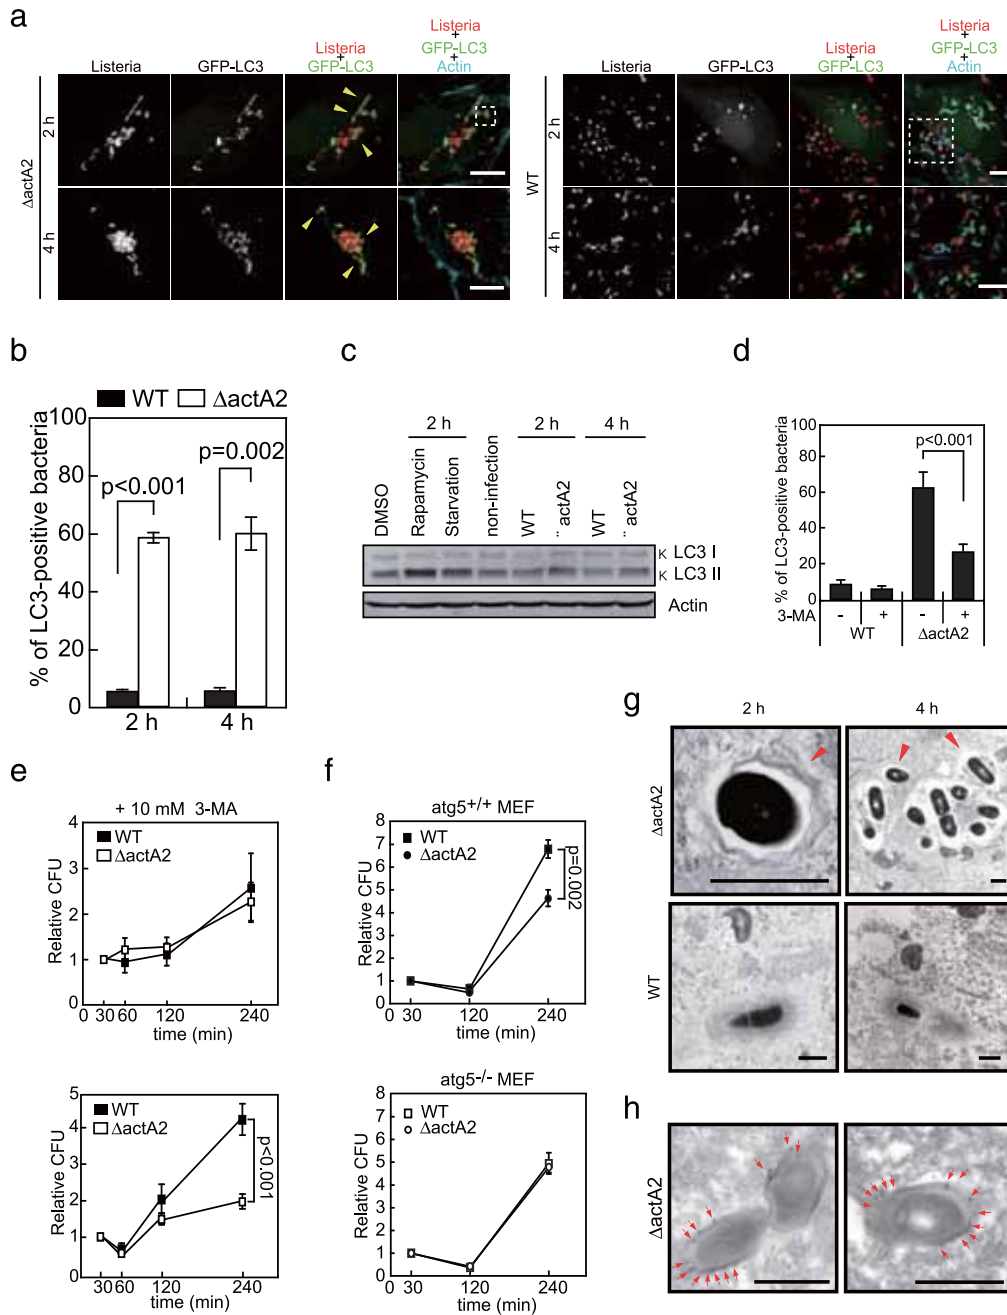 a
Listeria
+
GFP-LC3
Listeria
+
GFP-LC3
+
Actin
Listeria GFP-LC3
2 h
4 h
ΔactA2
Listeria
+
GFP-LC3
Listeria
+
GFP-LC3
+
Actin
Listeria GFP-LC3
2 h
4 h
WT
b
WT ΔactA2
% of LC3-positive bacteria
100
80
60
40
20
0
p<0.001
p=0.002
2 h 4 h
c
2 h 2 h 4 h
DMSO
Rapamycin
Starvation
non-infection
WT
¨ actA2
WT
¨ actA2
K LC3 I
K LC3 II
Actin
d
% of LC3-positive bacteria
100
80
60
40
20
0
p<0.001
3-MA - + - +
WT ΔactA2
e
+ 10 mM 3-MA
WT
ΔactA2
Relative CFU
4
3
2
1
0
0 30 60 120 240
time (min)
WT
ΔactA2
Relative CFU
5
4
3
2
1
0
p<0.001
30 60 120 240
time (min)
f
atg5+/+ MEF
WT
ΔactA2
Relative CFU
8
7
6
5
4
3
2
1
0
p=0.002
0 30 120 240
time (min)
atg5-/- MEF
WT
ΔactA2
Relative CFU
8
7
6
5
4
3
2
1
0
0 30 120 240
time (min)
g
2 h 4 h
ΔactA2
WT
h
ΔactA2